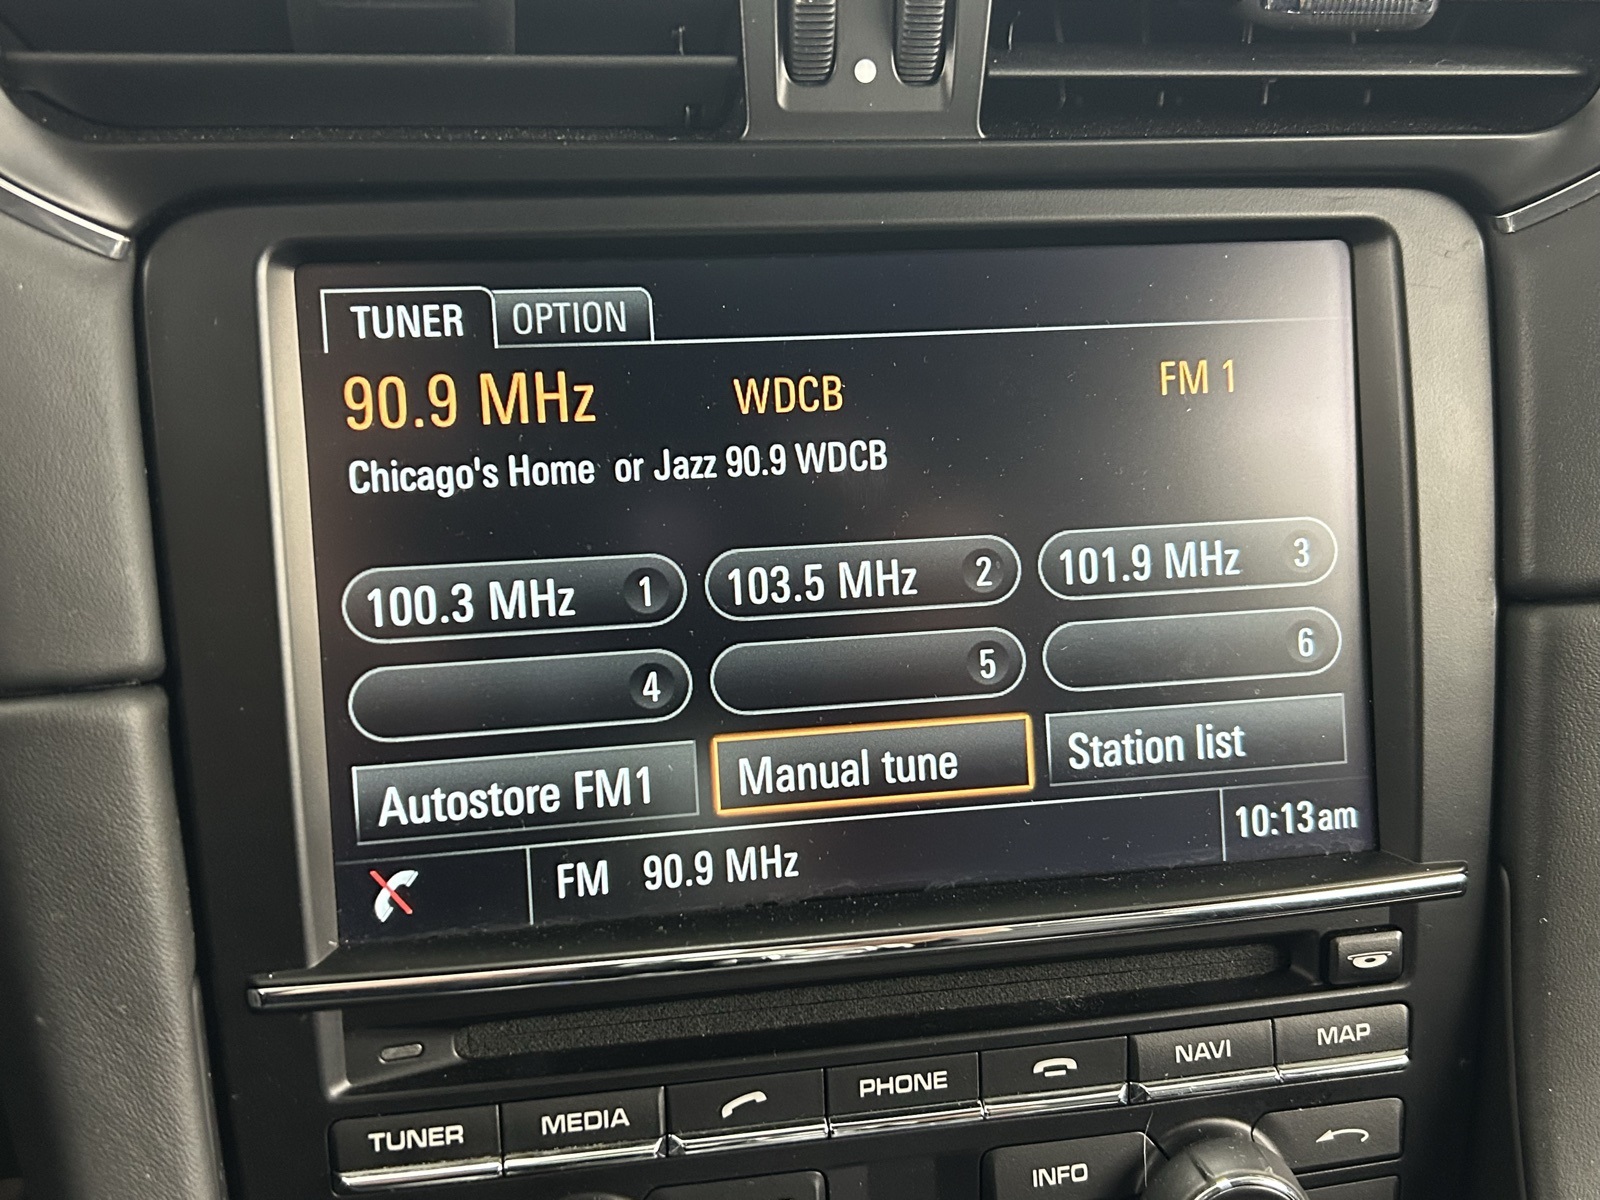 TUNER OPTION
90.9 MHz WDCB FM 1
Chicago's Home  or Jazz 90.9 WDCB
100.3 MHz 1 103.5 MHz 2 101.9 MHz 3
4 5 6
Autostore FM1 Manual tune Station list
FM 90.9 MHz 10:13am
TUNER MEDIA PHONE NAVI MAP
INFO